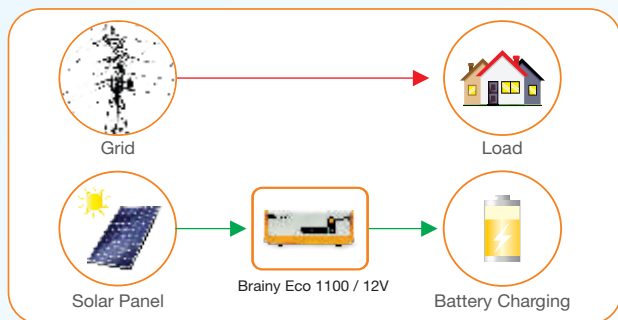 Grid
Load
Solar Panel
Brainy Eco 1100 / 12V
Battery Charging